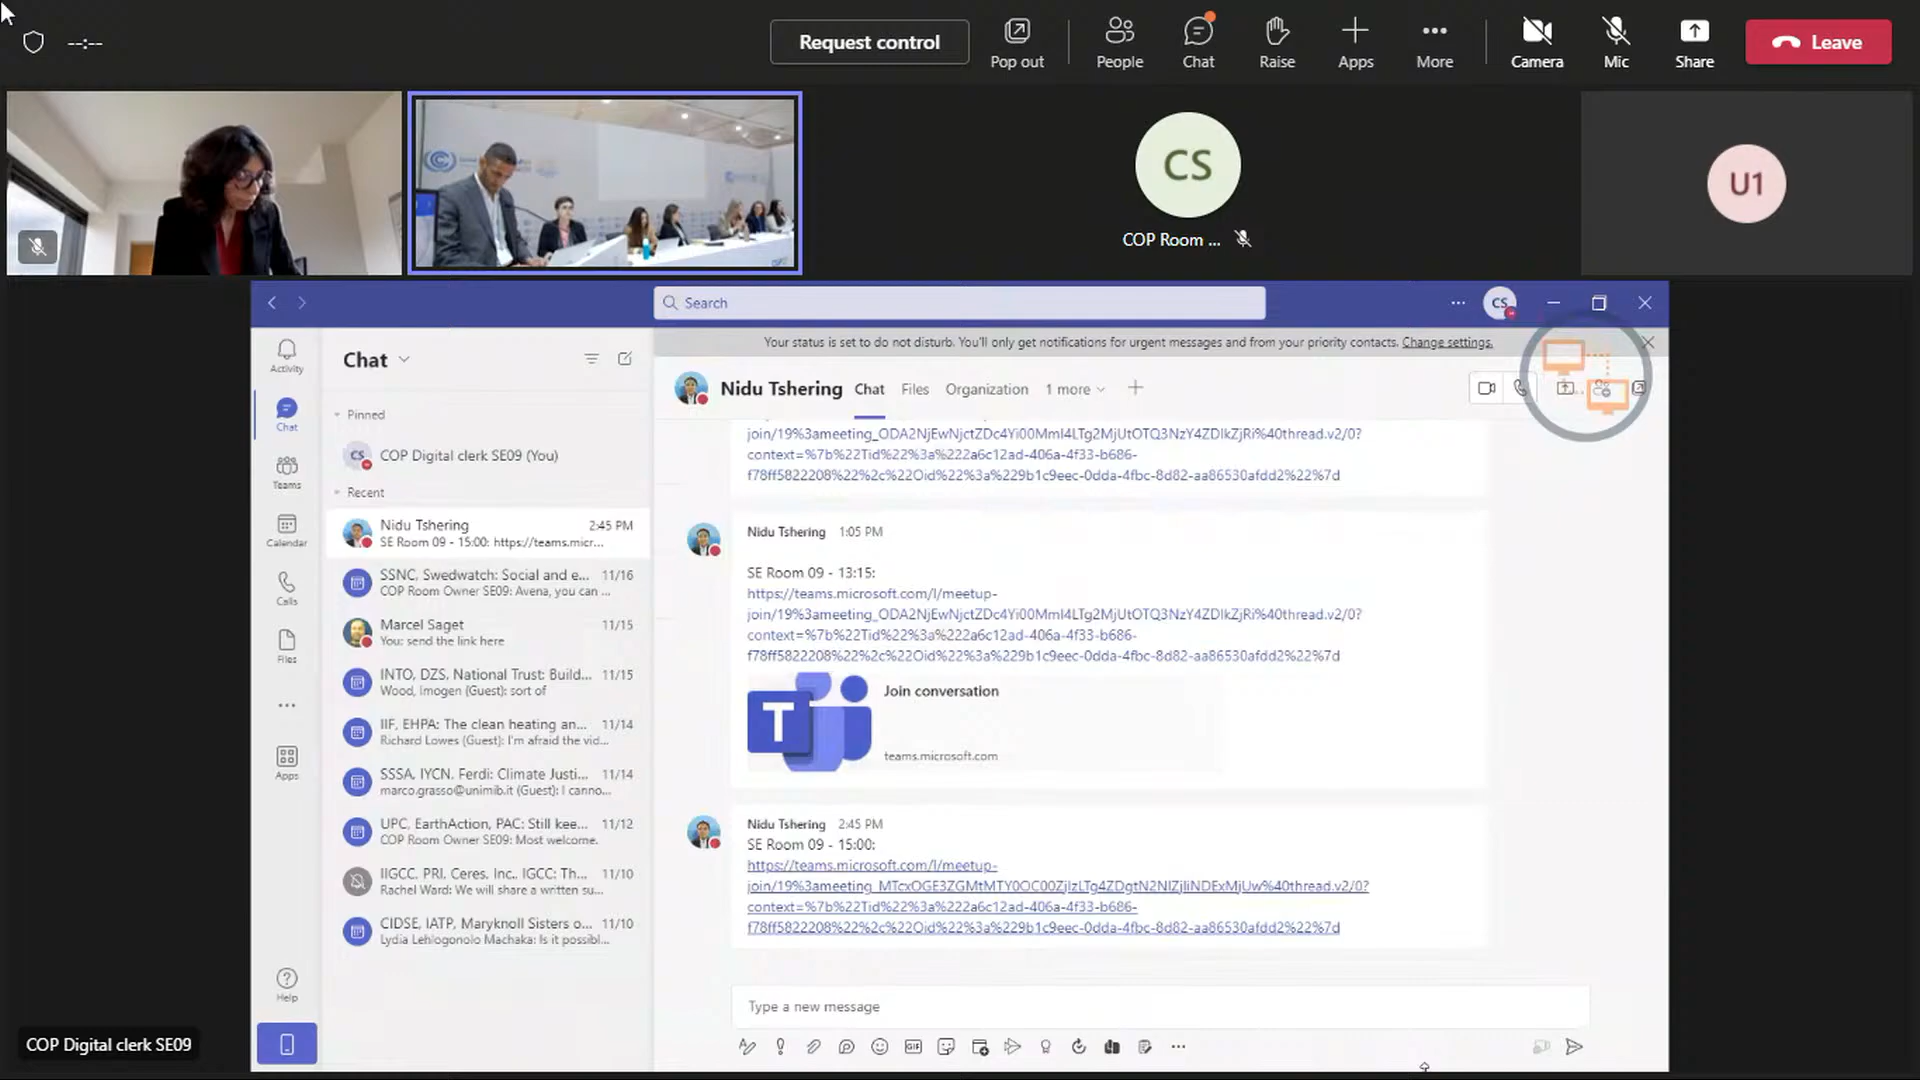 --:--
Request control
Pop out
People
Chat
Raise
Apps
More
Camera
Mic
Share
Leave
CS
COP Room ...
U1
Search
CS
Your status is set to do not disturb. You'll only get notifications for urgent messages and from your priority contacts. Change settings.
Activity
Chat
Teams
Calendar
Calls
Files
Apps
Help
Chat
Pinned
CS
COP Digital clerk SE09 (You)
Recent
Nidu Tshering 2:45 PM
SE Room 09 - 15:00: https://teams.micr...
SSNC, Swedwatch: Social and e... 11/16
COP Room Owner SE09: Avena, you can ...
Marcel Saget 11/15
You: send the link here
INTO, DZS, National Trust: Build... 11/15
Wood, Imogen (Guest): sort of
IIF, EHPA: The clean heating an... 11/14
Richard Lowes (Guest): I'm afraid the vid...
SSSA, IYCN, Ferdi: Climate Justi... 11/14
marco.grasso@unimib.it (Guest): I canno...
UPC, EarthAction, PAC: Still kee... 11/12
COP Room Owner SE09: Most welcome.
IIGCC, PRI, Ceres, Inc., IGCC: Th... 11/10
Rachel Ward: We will share a written su...
CIDSE, IATP, Maryknoll Sisters o... 11/10
Lydia Lehlogonolo Machaka: Is it possibl...
Nidu Tshering Chat Files Organization 1 more
join/19%3ameeting_ODA2NjEwNjctZDc4Yi00MmI4LTg2MjUtOTQ3NzY4ZDlkZjRi%40thread.v2/0?
context=%7b%22Tid%22%3a%222a6c12ad-406a-4f33-b686-
f78ff5822208%22%2c%22Oid%22%3a%229b1c9eec-0dda-4fbc-8d82-aa86530afdd2%22%7d
Nidu Tshering 1:05 PM
SE Room 09 - 13:15:
https://teams.microsoft.com/l/meetup-
join/19%3ameeting_ODA2NjEwNjctZDc4Yi00MmI4LTg2MjUtOTQ3NzY4ZDlkZjRi%40thread.v2/0?
context=%7b%22Tid%22%3a%222a6c12ad-406a-4f33-b686-
f78ff5822208%22%2c%22Oid%22%3a%229b1c9eec-0dda-4fbc-8d82-aa86530afdd2%22%7d
T
Join conversation
teams.microsoft.com
Nidu Tshering 2:45 PM
SE Room 09 - 15:00:
https://teams.microsoft.com/l/meetup-
join/19%3ameeting_MTcxOGE3ZGMtMTY0OC00ZjIzLTg4ZDgtN2NlZjliNDExMjUw%40thread.v2/0?
context=%7b%22Tid%22%3a%222a6c12ad-406a-4f33-b686-
f78ff5822208%22%2c%22Oid%22%3a%229b1c9eec-0dda-4fbc-8d82-aa86530afdd2%22%7d
Type a new message
GIF
COP Digital clerk SE09